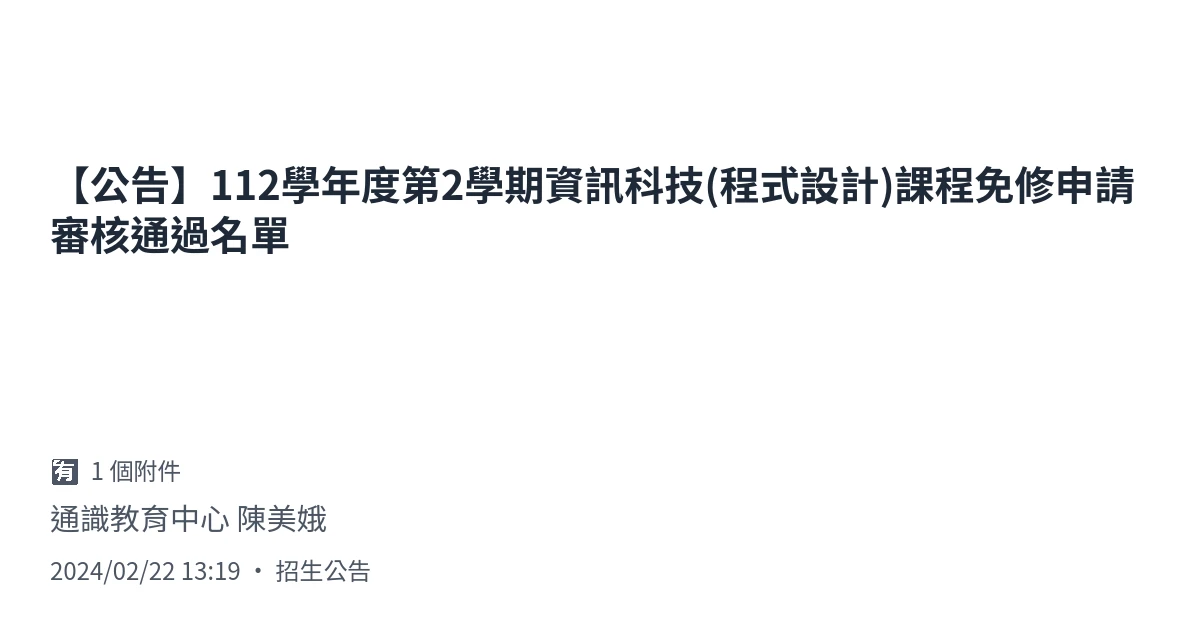 【公告】112學年度第2學期資訊科技(程式設計)課程免修申請
審核通過名單
🈶 1 個附件
通識教育中心 陳美娥
2024/02/22 13:19 • 招生公告